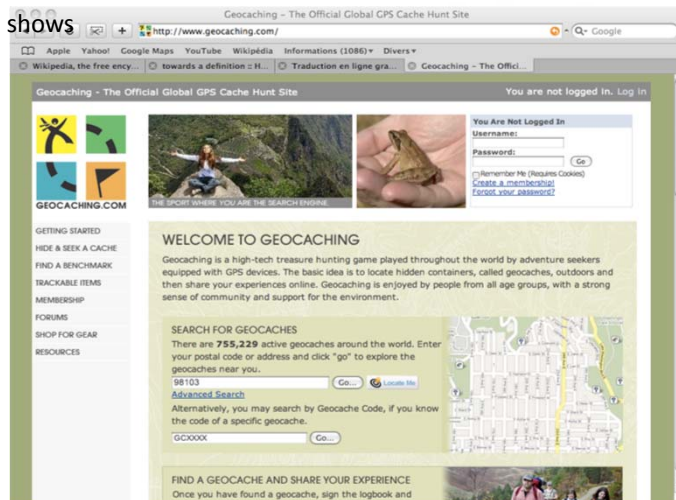 shows
Geocaching – The Official Global GPS Cache Hunt Site
http://www.geocaching.com/
Google
Apple Yahoo! Google Maps YouTube Wikipédia Informations (1086) Divers
Wikipedia, the free ency...
towards a definition :: H...
Traduction en ligne gra...
Geocaching – The Offici...
Geocaching - The Official Global GPS Cache Hunt Site
You are not logged in. Log in
GEOCACHING.COM
THE SPORT WHERE YOU ARE THE SEARCH ENGINE.
You Are Not Logged In
Username:
Password:
Go
Remember Me (Requires Cookies)
Create a membership!
Forgot your password?
GETTING STARTED
HIDE & SEEK A CACHE
FIND A BENCHMARK
TRACKABLE ITEMS
MEMBERSHIP
FORUMS
SHOP FOR GEAR
RESOURCES
WELCOME TO GEOCACHING
Geocaching is a high-tech treasure hunting game played throughout the world by adventure seekers
equipped with GPS devices. The basic idea is to locate hidden containers, called geocaches, outdoors and
then share your experiences online. Geocaching is enjoyed by people from all age groups, with a strong
sense of community and support for the environment.
SEARCH FOR GEOCACHES
There are 755,229 active geocaches around the world. Enter
your postal code or address and click "go" to explore the
geocaches near you.
98103
Go...
Locate Me
Advanced Search
Alternatively, you may search by Geocache Code, if you know
the code of a specific geocache.
GCXXXX
Go...
FIND A GEOCACHE AND SHARE YOUR EXPERIENCE
Once you have found a geocache, sign the logbook and